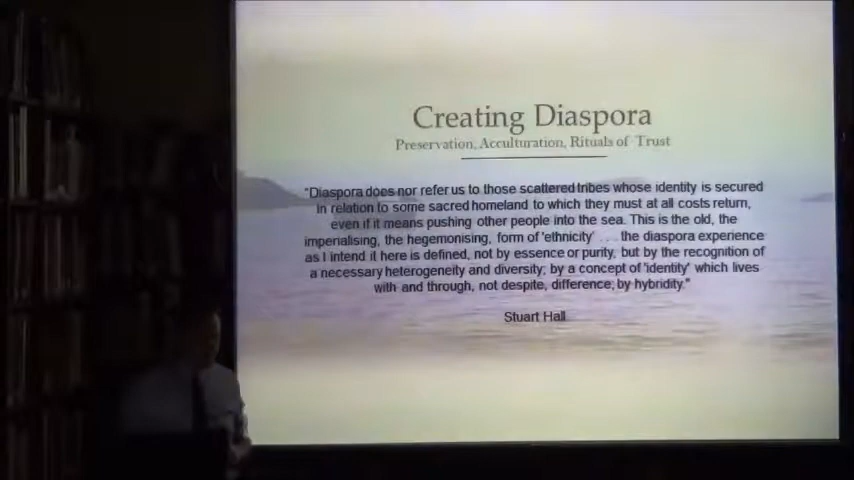 Creating Diaspora
Preservation, Acculturation, Rituals of Trust
"Diaspora does nor refer us to those scattered tribes whose identity is secured
in relation to some sacred homeland to which they must at all costs return,
even if it means pushing other people into the sea. This is the old, the
imperialising, the hegemonising, form of 'ethnicity' . . . the diaspora experience
as I intend it here is defined, not by essence or purity, but by the recognition of
a necessary heterogeneity and diversity; by a concept of 'identity' which lives
with and through, not despite, difference; by hybridity."
Stuart Hall